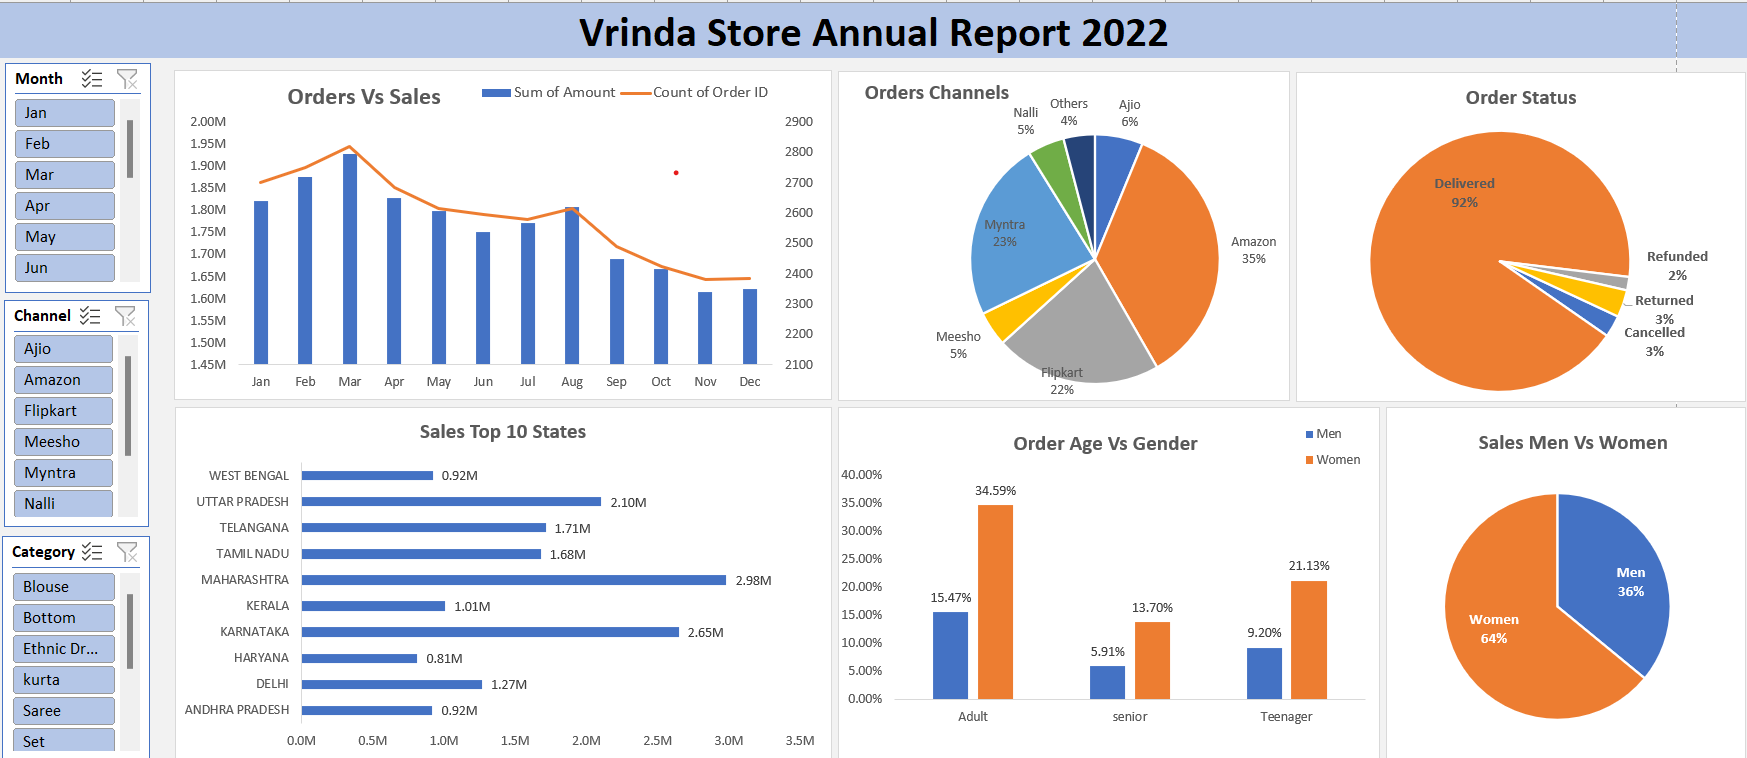 Vrinda Store Annual Report 2022
Month
Jan
Feb
Mar
Apr
May
Jun
Channel
Ajio
Amazon
Flipkart
Meesho
Myntra
Nalli
Category
Blouse
Bottom
Ethnic Dr...
kurta
Saree
Set
Orders Vs Sales
Sum of Amount
Count of Order ID
2.00M
1.95M
1.90M
1.85M
1.80M
1.75M
1.70M
1.65M
1.60M
1.55M
1.50M
1.45M
2900
2800
2700
2600
2500
2400
2300
2200
2100
Jan Feb Mar Apr May Jun Jul Aug Sep Oct Nov Dec
Orders Channels
Nalli
5%
Others
4%
Ajio
6%
Myntra
23%
Amazon
35%
Meesho
5%
Flipkart
22%
Order Status
Delivered
92%
Refunded
2%
Returned
3%
Cancelled
3%
Sales Top 10 States
WEST BENGAL 0.92M
UTTAR PRADESH 2.10M
TELANGANA 1.71M
TAMIL NADU 1.68M
MAHARASHTRA 2.98M
KERALA 1.01M
KARNATAKA 2.65M
HARYANA 0.81M
DELHI 1.27M
ANDHRA PRADESH 0.92M
0.0M 0.5M 1.0M 1.5M 2.0M 2.5M 3.0M 3.5M
Order Age Vs Gender
Men
Women
40.00%
35.00%
30.00%
25.00%
20.00%
15.00%
10.00%
5.00%
0.00%
15.47% 34.59%
5.91% 13.70%
9.20% 21.13%
Adult senior Teenager
Sales Men Vs Women
Men
36%
Women
64%